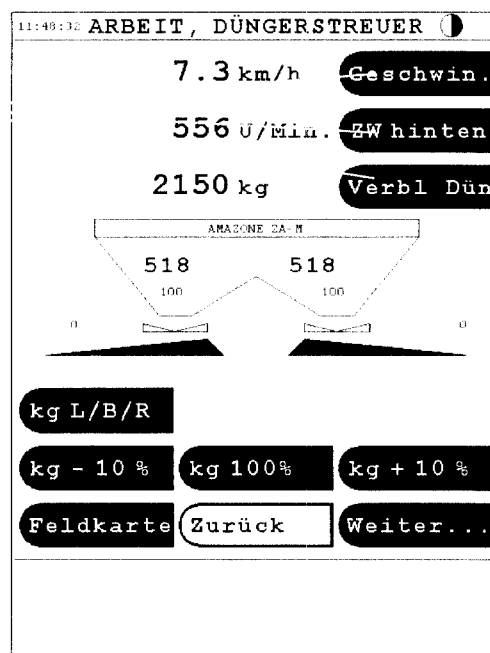 11:48:32 ARBEIT, DÜNGERSTREUER
7.3 km/h Geschwin.
556 U/Min. ZW hinten
2150 kg Verbl Dün
AMAZONE ZA-M
518 518
100 100
0 0
kg L/B/R
kg - 10 % kg 100% kg + 10 %
Feldkarte Zurück Weiter...